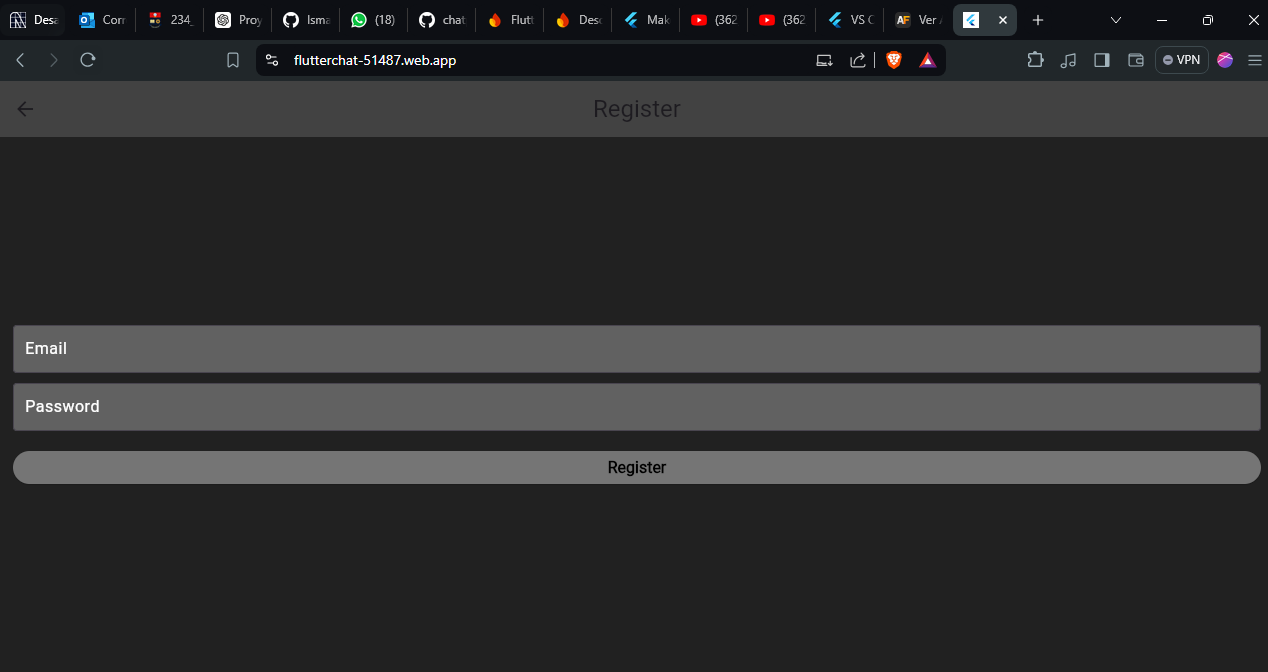 Desa Corr 234_ Proy Isma (18) chat Flutt Deso Mak (362 (362 VS C Ver
flutterchat-51487.web.app VPN
Register
Email
Password
Register